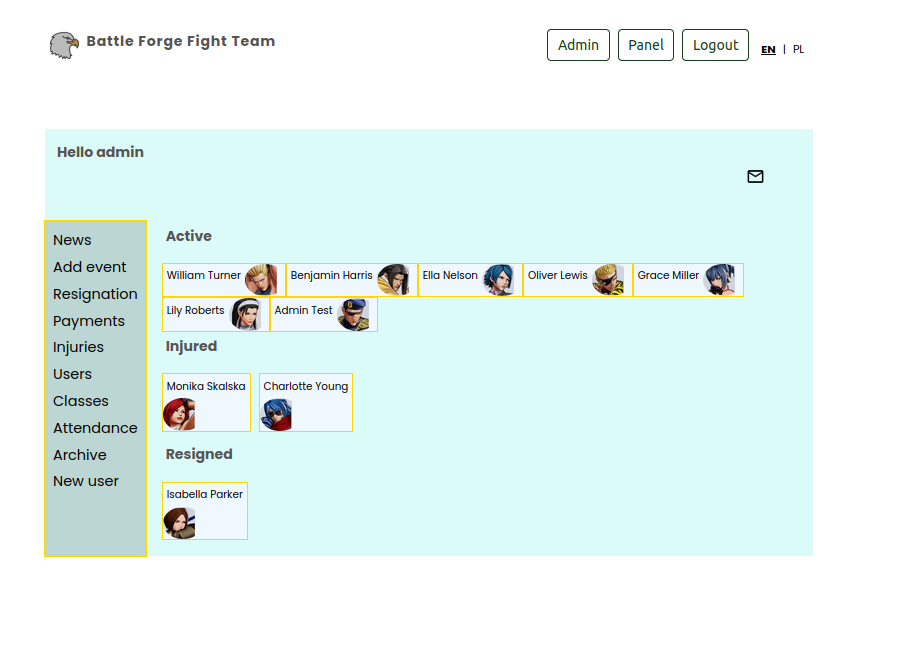 Battle Forge Fight Team
Admin Panel Logout EN | PL
Hello admin
News
Add event
Resignation
Payments
Injuries
Users
Classes
Attendance
Archive
New user
Active
William Turner Benjamin Harris Ella Nelson Oliver Lewis Grace Miller
Lily Roberts Admin Test
Injured
Monika Skalska Charlotte Young
Resigned
Isabella Parker